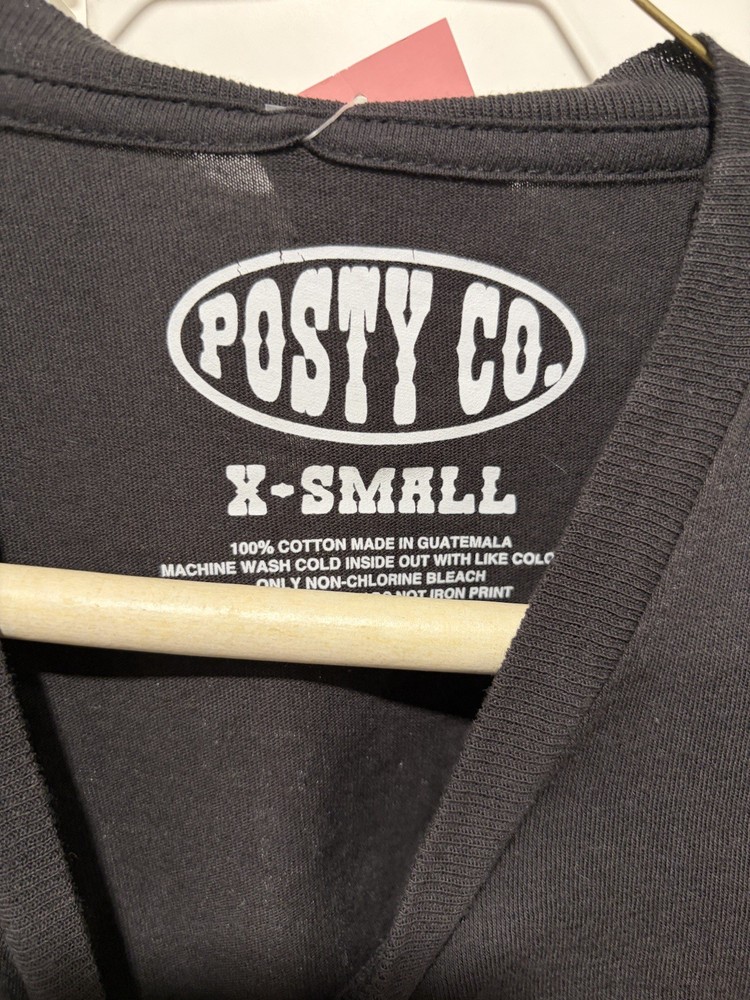 POSTY CO.
X-SMALL
100% COTTON MADE IN GUATEMALA
MACHINE WASH COLD INSIDE OUT WITH LIKE COLO
ONLY NON-CHLORINE BLEACH
NOT IRON PRINT